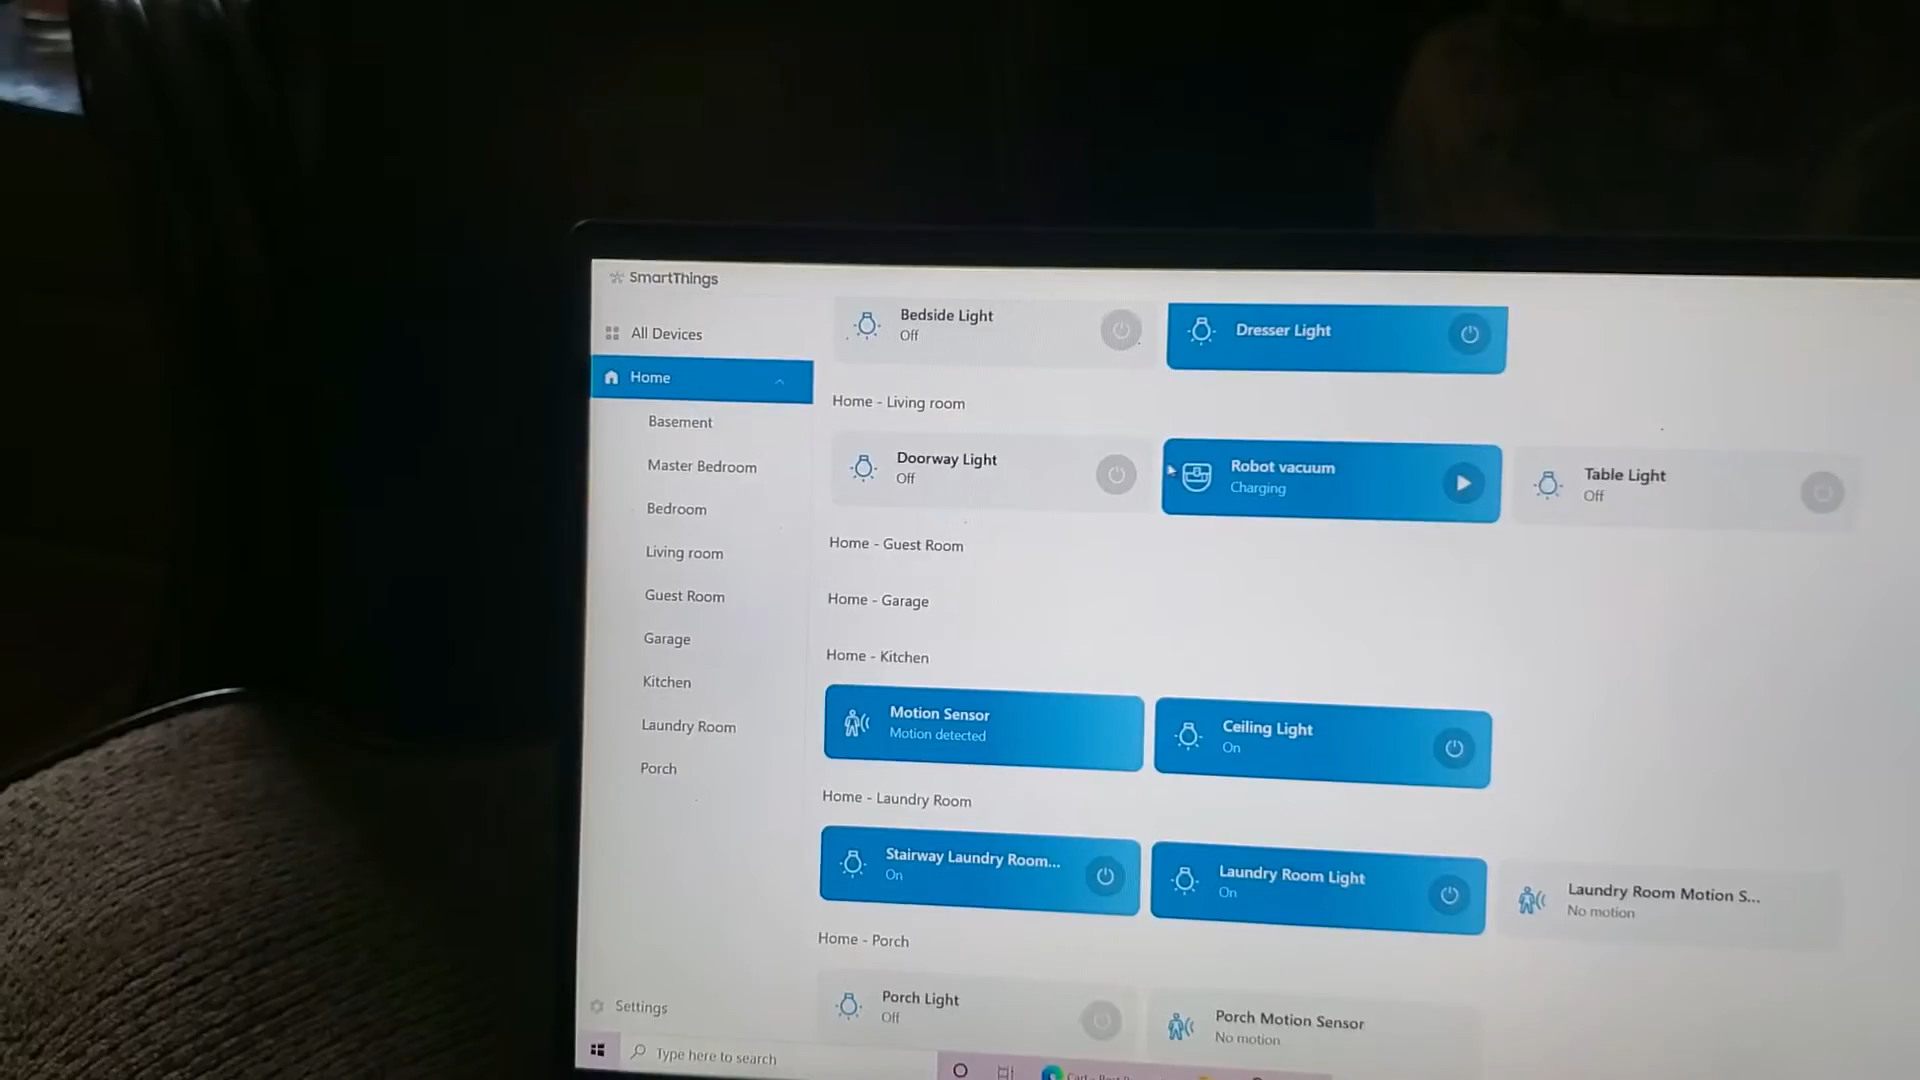 SmartThings
All Devices
Home
Basement
Master Bedroom
Bedroom
Living room
Guest Room
Garage
Kitchen
Laundry Room
Porch
Settings
Bedside Light
Off
Dresser Light
Home - Living room
Doorway Light
Off
Robot vacuum
Charging
Table Light
Off
Home - Guest Room
Home - Garage
Home - Kitchen
Motion Sensor
Motion detected
Ceiling Light
On
Home - Laundry Room
Stairway Laundry Room...
On
Laundry Room Light
On
Laundry Room Motion S...
No motion
Home - Porch
Porch Light
Off
Porch Motion Sensor
No motion
Type here to search